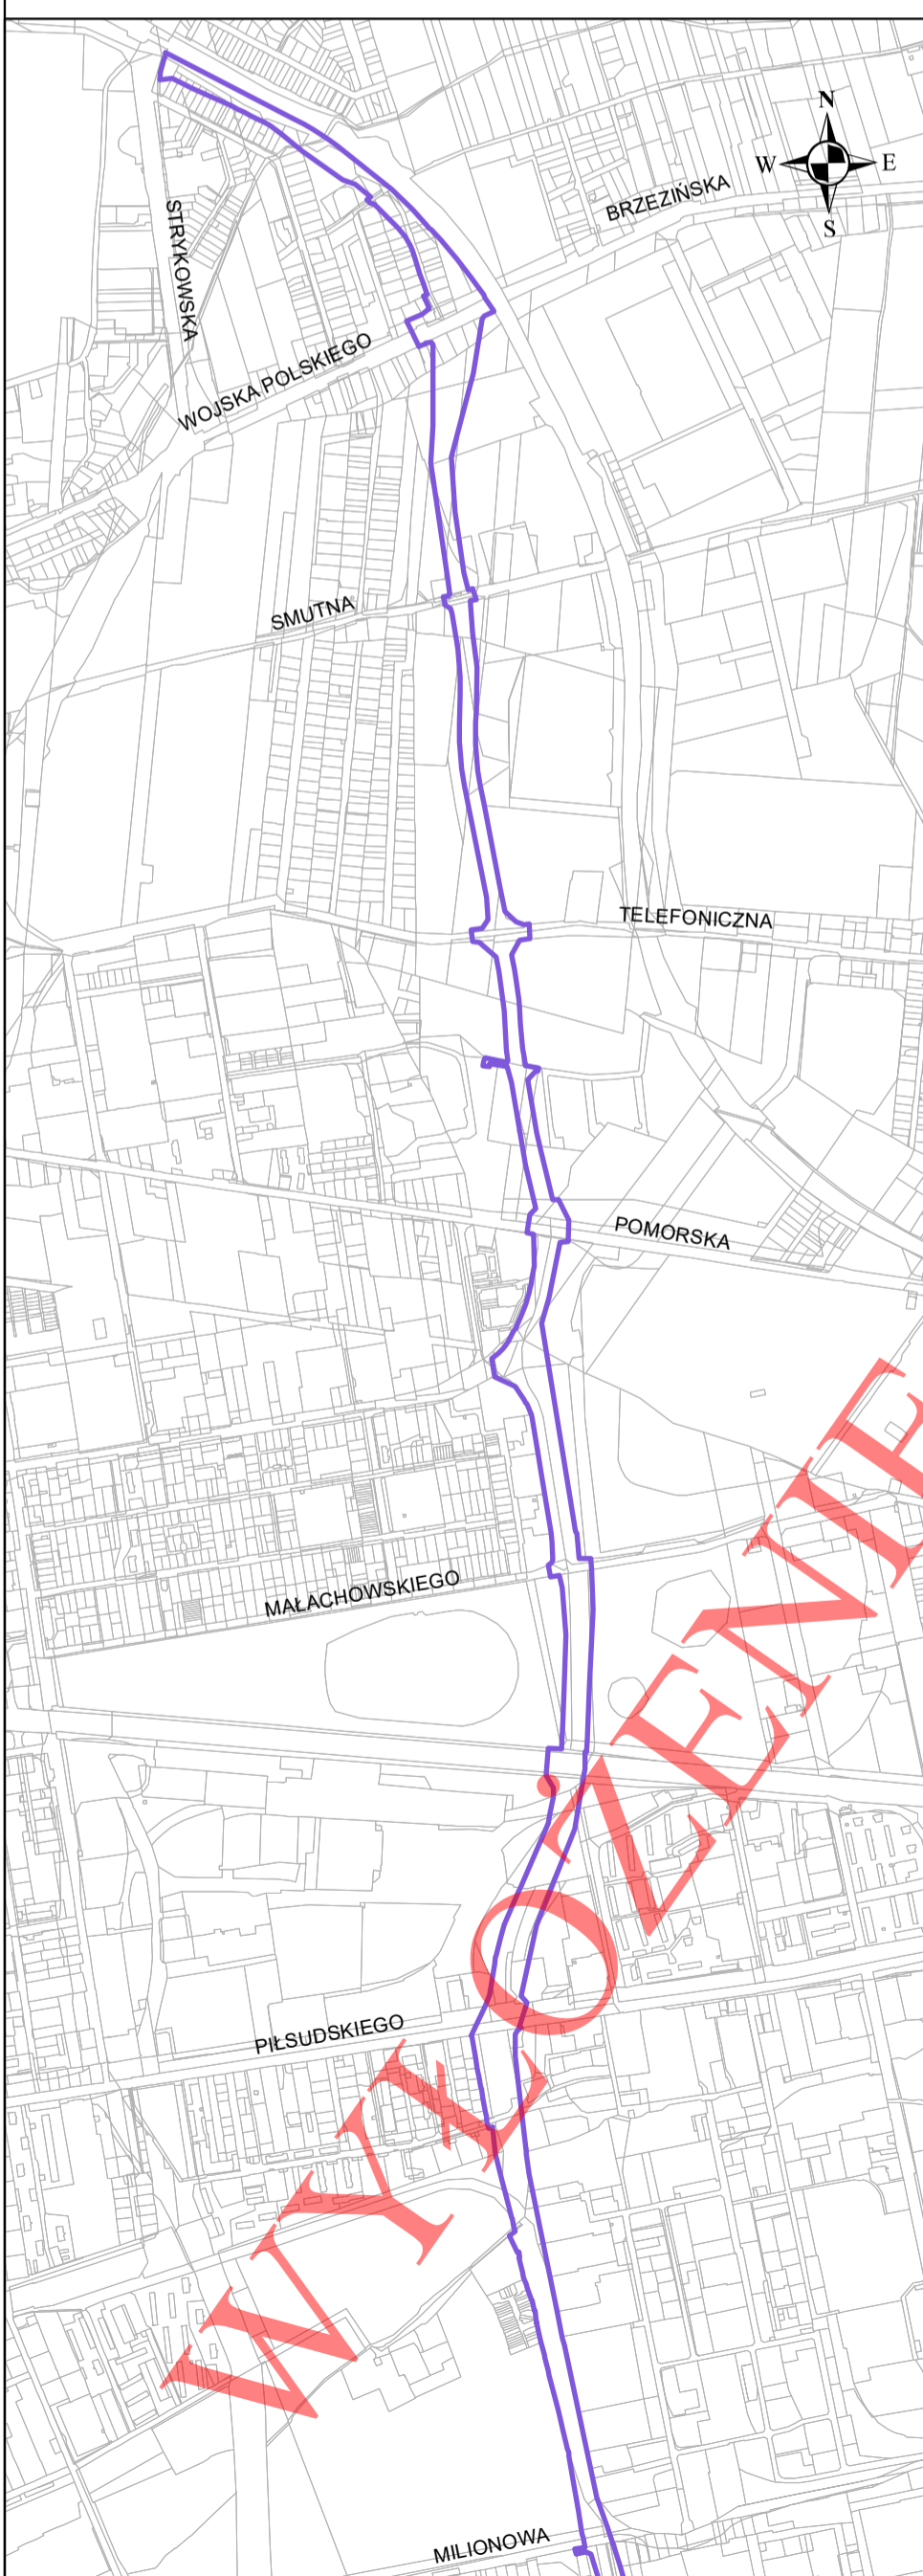 N
W E
S
BRZEZIŃSKA
STRYKOWSKA
WOJSKA POLSKIEGO
SMUTNA
TELEFONICZNA
POMORSKA
MAŁACHOWSKIEGO
PIŁSUDSKIEGO
WYŁOŻENIE
MILIONOWA